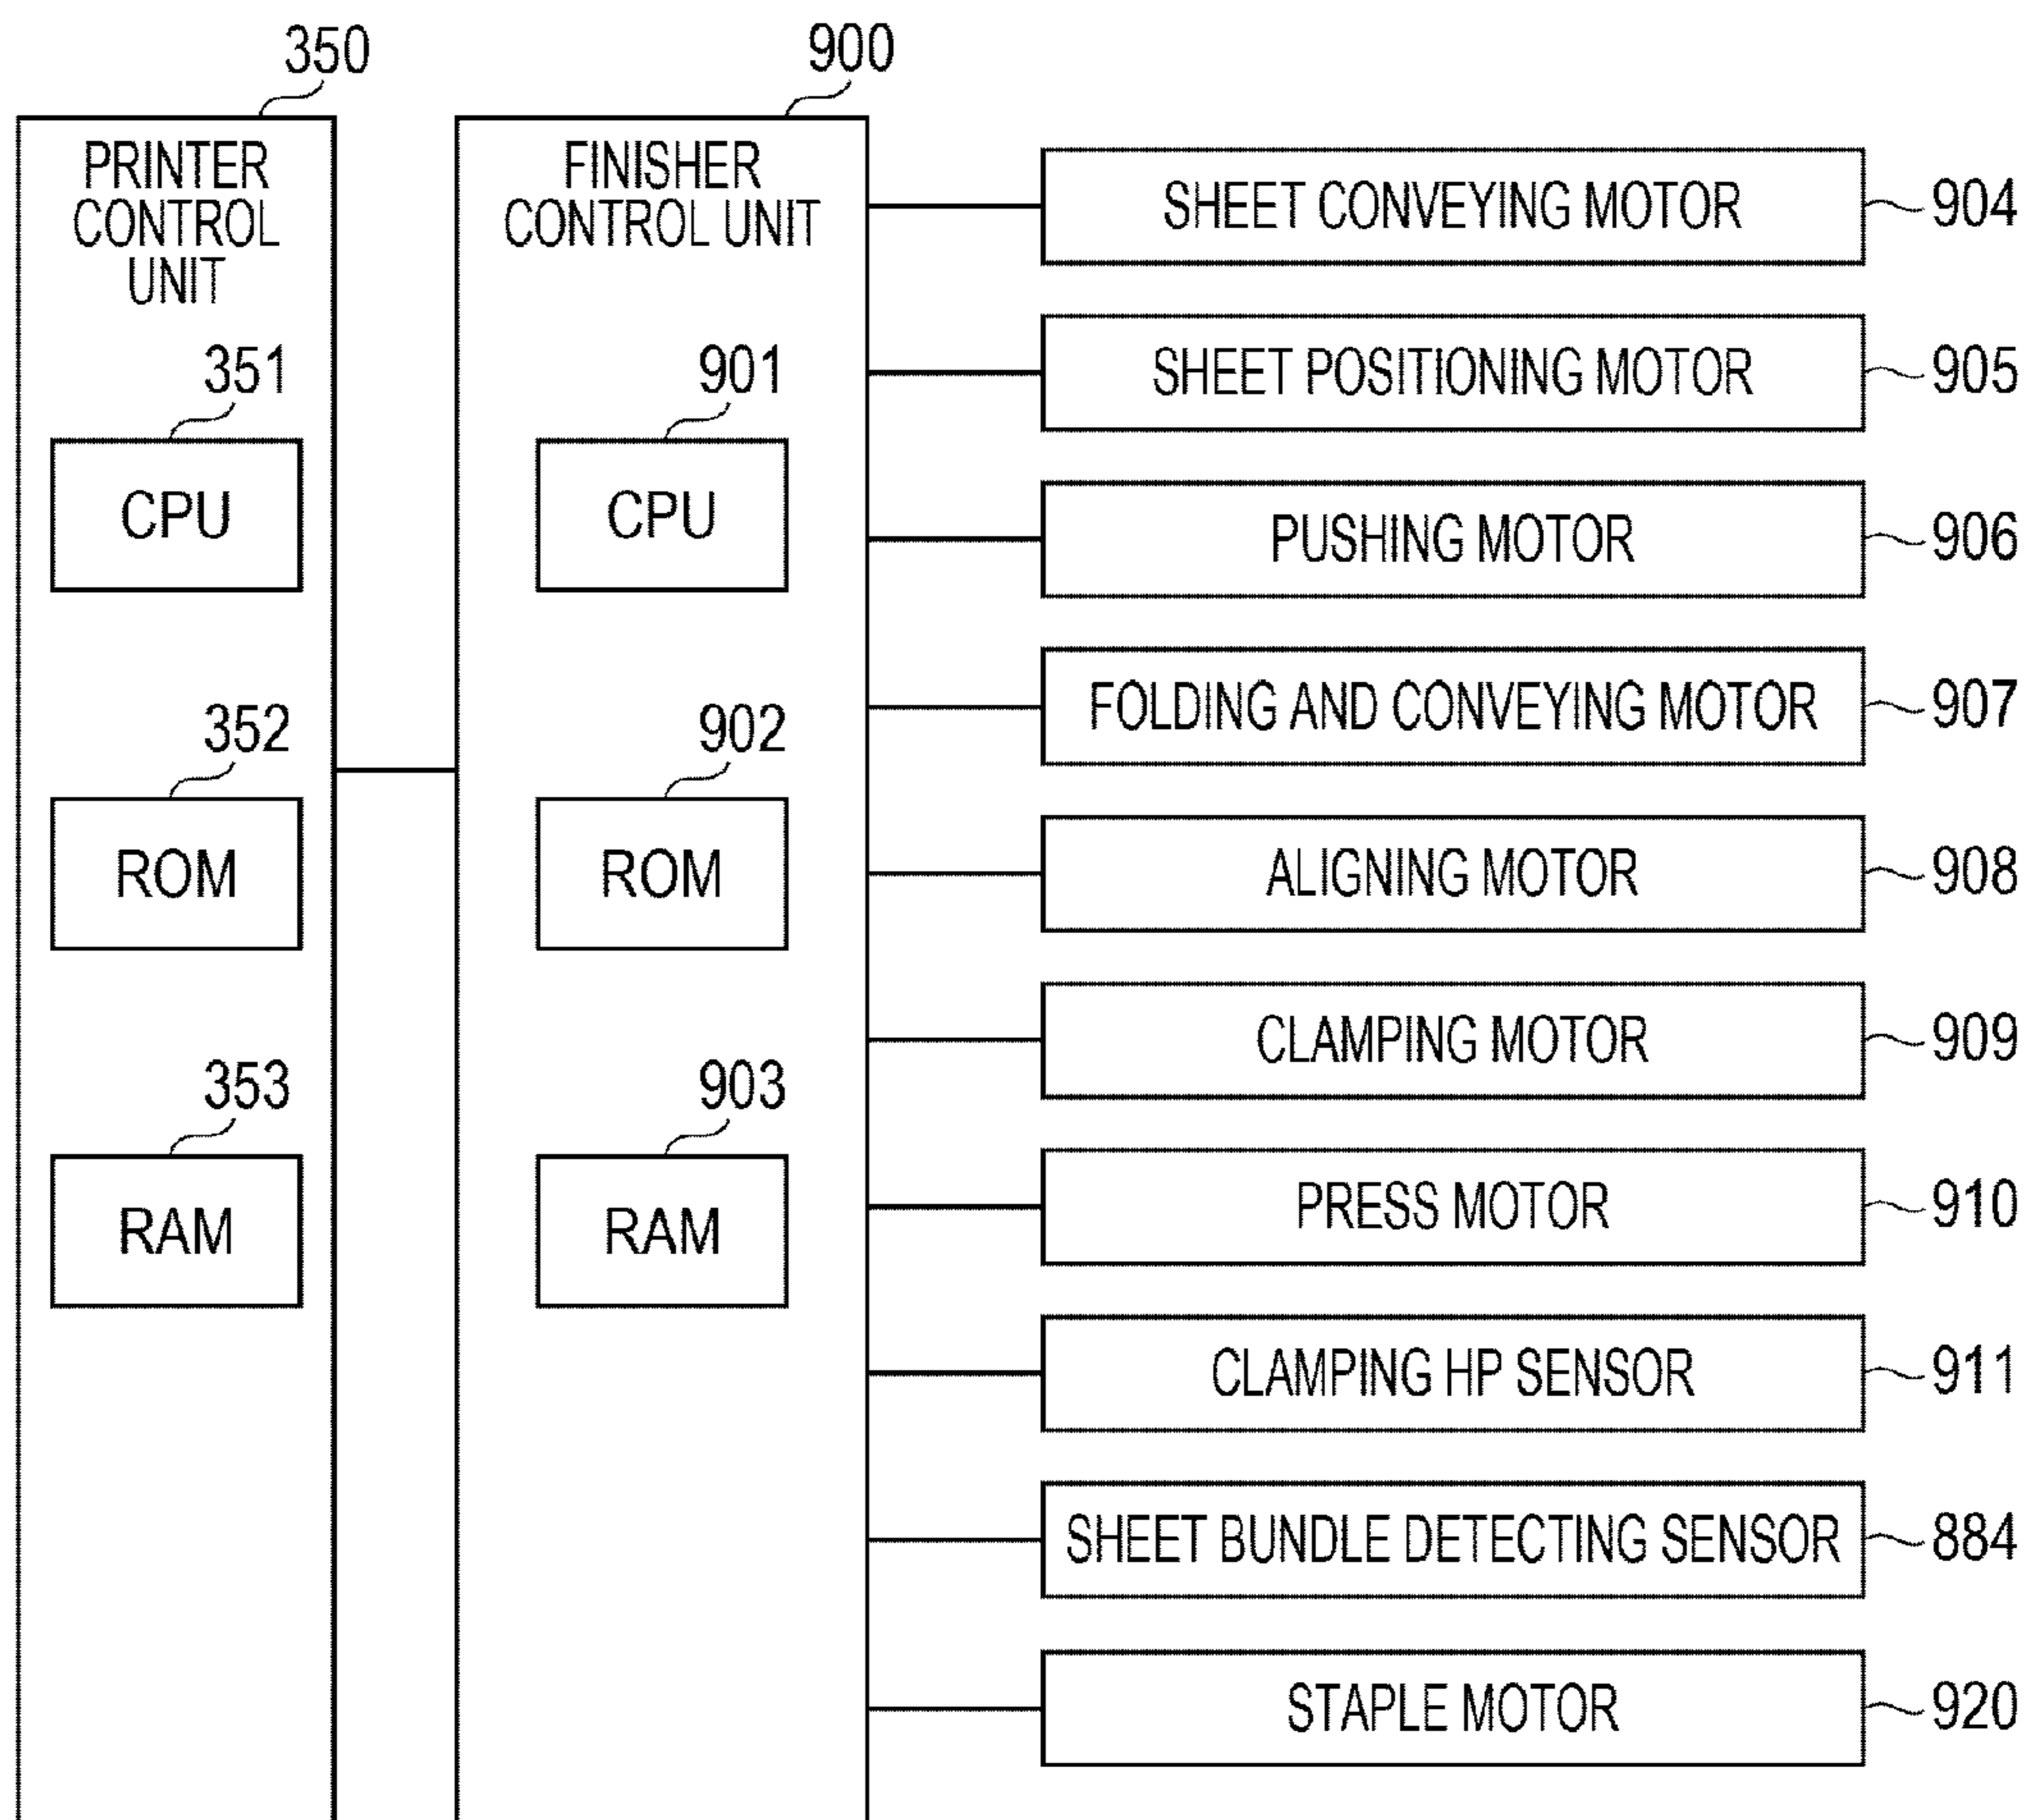 350
PRINTER
CONTROL
UNIT
351
CPU
352
ROM
353
RAM
900
FINISHER
CONTROL UNIT
901
CPU
902
ROM
903
RAM
SHEET CONVEYING MOTOR 904
SHEET POSITIONING MOTOR 905
PUSHING MOTOR 906
FOLDING AND CONVEYING MOTOR 907
ALIGNING MOTOR 908
CLAMPING MOTOR 909
PRESS MOTOR 910
CLAMPING HP SENSOR 911
SHEET BUNDLE DETECTING SENSOR 884
STAPLE MOTOR 920